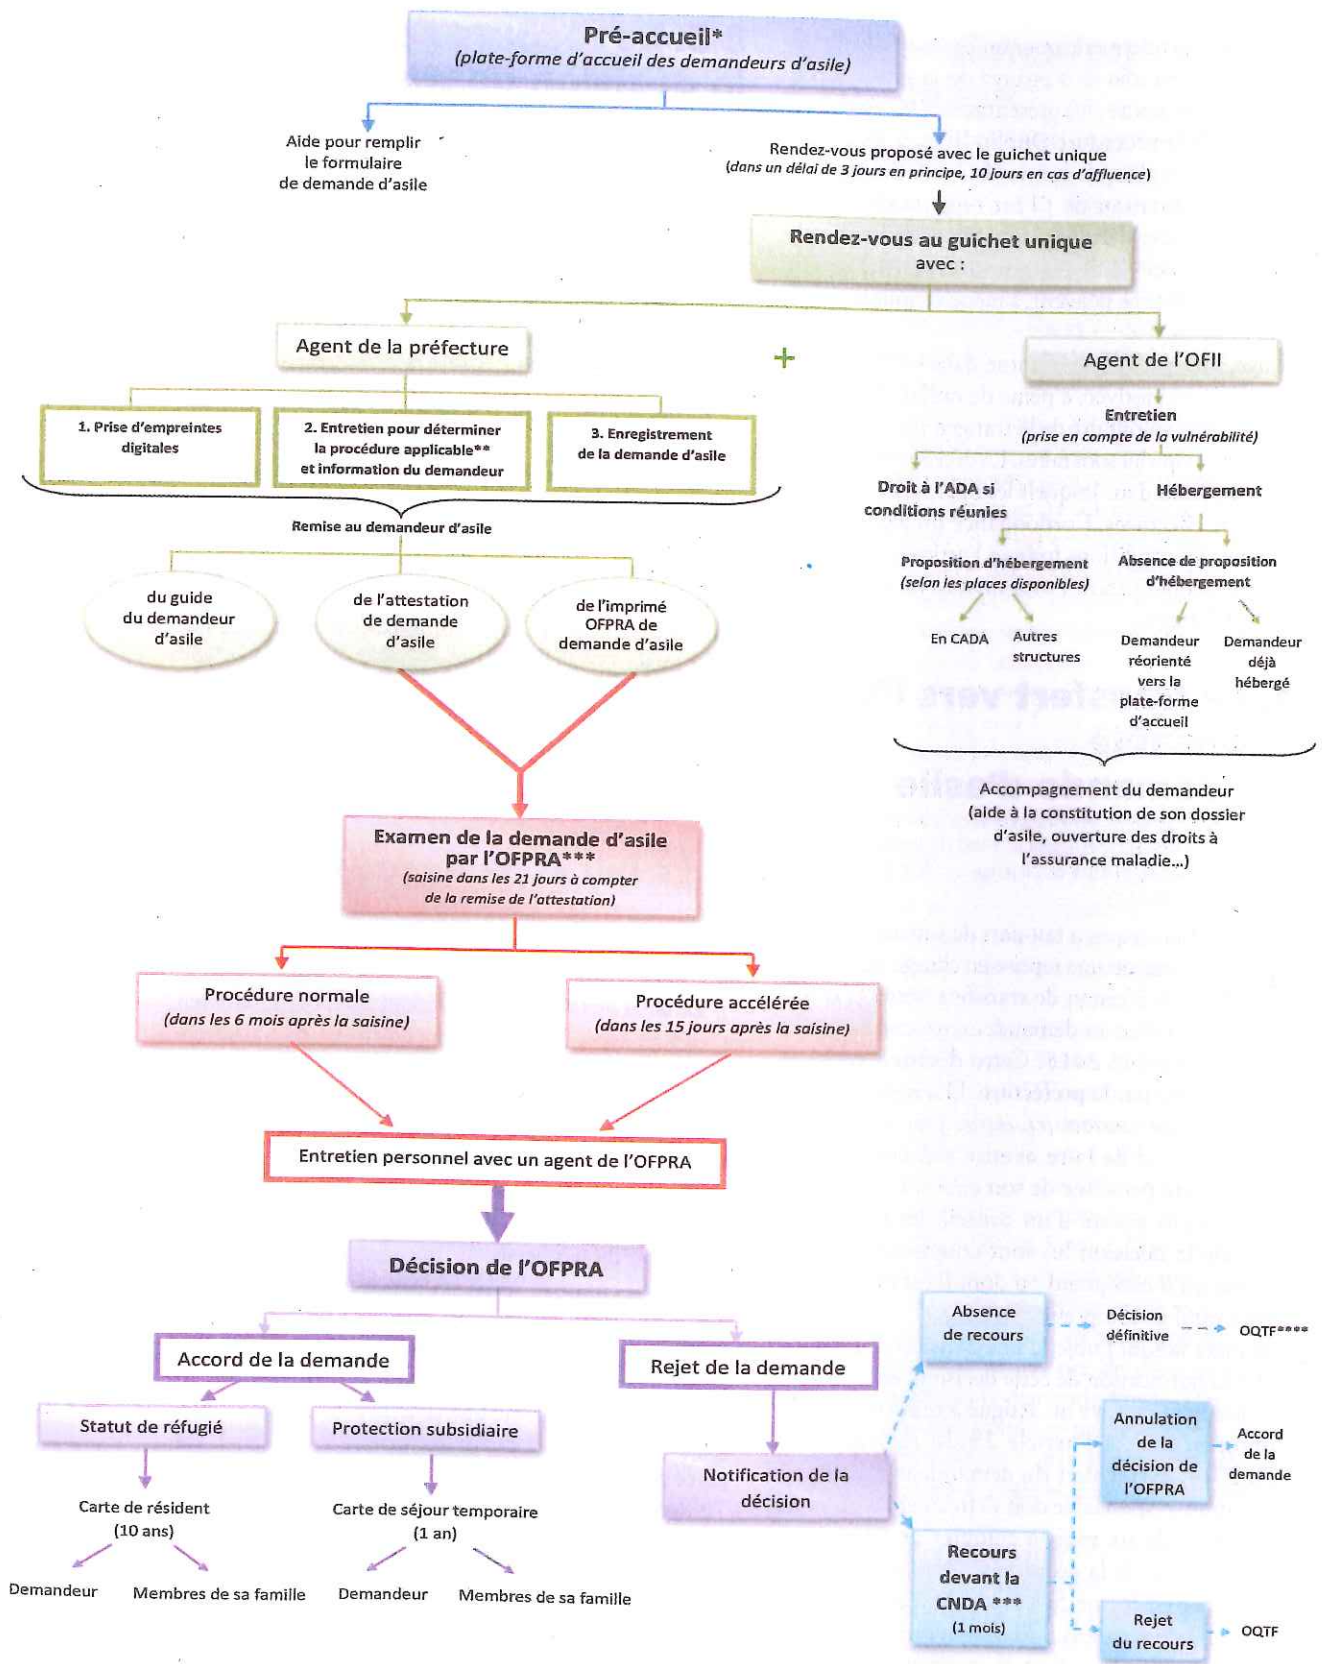 Pré-accueil*
(plate-forme d'accueil des demandeurs d'asile)
Aide pour remplir
le formulaire
de demande d'asile
Rendez-vous proposé avec le guichet unique
(dans un délai de 3 jours en principe, 10 jours en cas d'affluence)
Rendez-vous au guichet unique
avec :
Agent de la préfecture
+
Agent de l'OFII
1. Prise d'empreintes
digitales
2. Entretien pour déterminer
la procédure applicable**
et information du demandeur
3. Enregistrement
de la demande d'asile
Entretien
(prise en compte de la vulnérabilité)
Droit à l'ADA si
conditions réunies
Hébergement
Remise au demandeur d'asile
Proposition d'hébergement
(selon les places disponibles)
Absence de proposition
d'hébergement
du guide
du demandeur
d'asile
de l'attestation
de demande
d'asile
de l'imprimé
OFPRA de
demande d'asile
En CADA
Autres
structures
Demandeur
réorienté
vers la
plate-forme
d'accueil
Demandeur
déjà
hébergé
Accompagnement du demandeur
(aide à la constitution de son dossier
d'asile, ouverture des droits à
l'assurance maladie...)
Examen de la demande d'asile
par l'OFPRA***
(saisine dans les 21 jours à compter
de la remise de l'attestation)
Procédure normale
(dans les 6 mois après la saisine)
Procédure accélérée
(dans les 15 jours après la saisine)
Entretien personnel avec un agent de l'OFPRA
Décision de l'OFPRA
Accord de la demande
Rejet de la demande
Absence
de recours
Décision
définitive
OQTF****
Statut de réfugié
Protection subsidiaire
Notification de la
décision
Annulation
de la
décision de
l'OFPRA
Accord
de la
demande
Carte de résident
(10 ans)
Carte de séjour temporaire
(1 an)
Demandeur
Membres de sa famille
Demandeur
Membres de sa famille
Recours
devant la
CNDA ***
(1 mois)
Rejet
du recours
OQTF